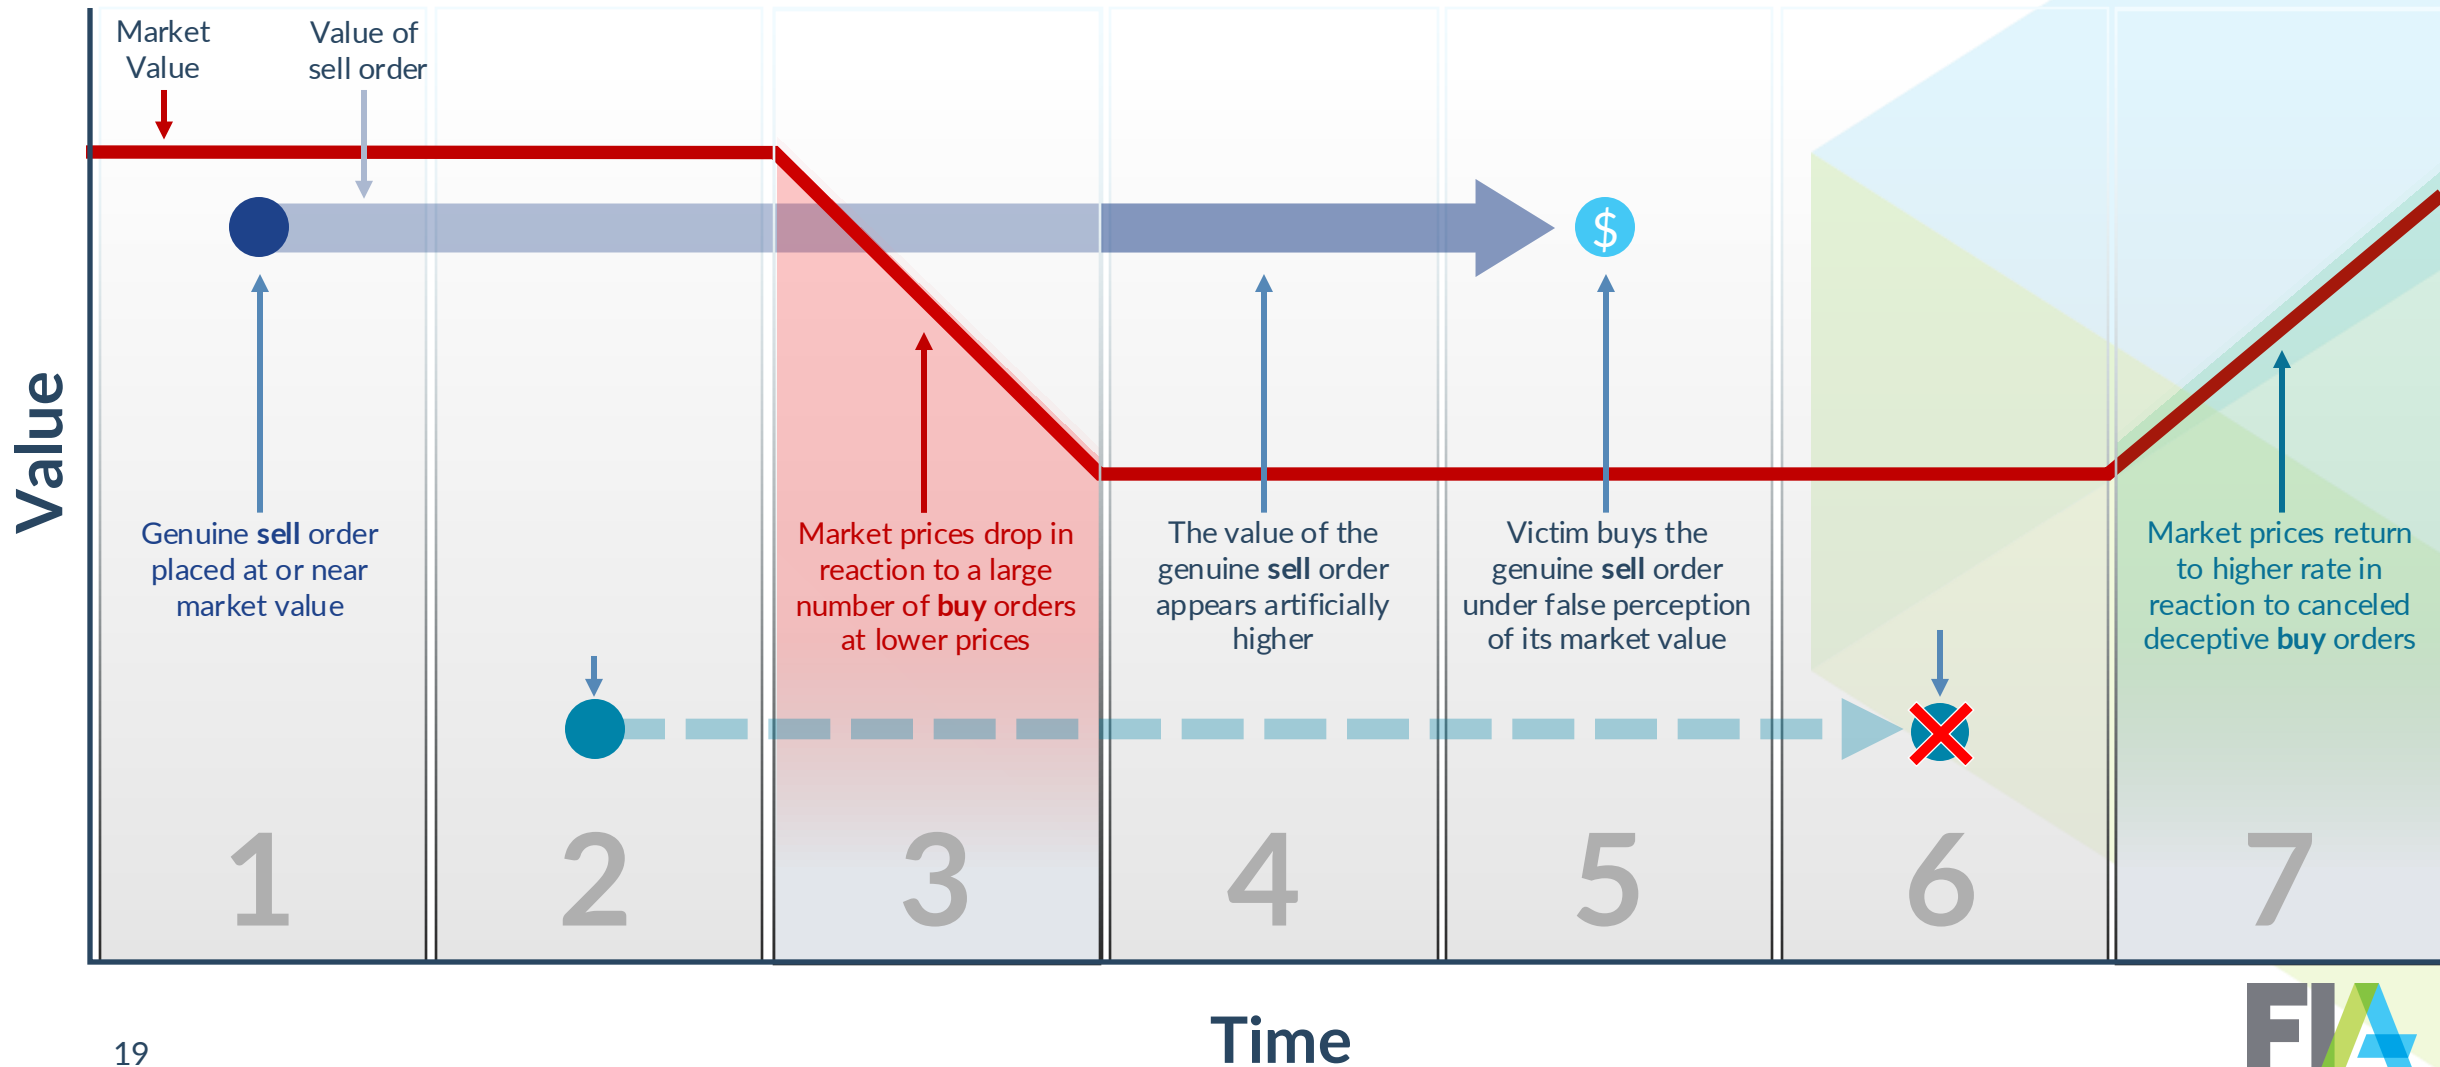 Market
Value
Value of
sell order
$
Value
Genuine sell order
placed at or near
market value
Market prices drop in
reaction to a large
number of buy orders
at lower prices
The value of the
genuine sell order
appears artificially
higher
Victim buys the
genuine sell order
under false perception
of its market value
Market prices return
to higher rate in
reaction to canceled
deceptive buy orders
1
2
3
4
5
6
7
Time
19
FIA